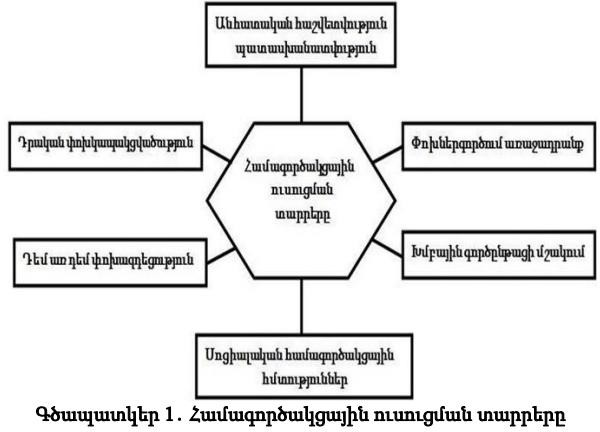 Անհատական հաշվետվություն
պատասխանատվություն
Դրական փոխկապակցվածություն
Փոխներգործում առաջադրանք
Համագործակցային
ուսուցման
տարրերը
Դեմ առ դեմ փոխազդեցություն
Խմբային գործընթացի մշակում
Սոցիալական համագործակցային
հմտություններ
Գծապատկեր 1. Համագործակցային ուսուցման տարրերը